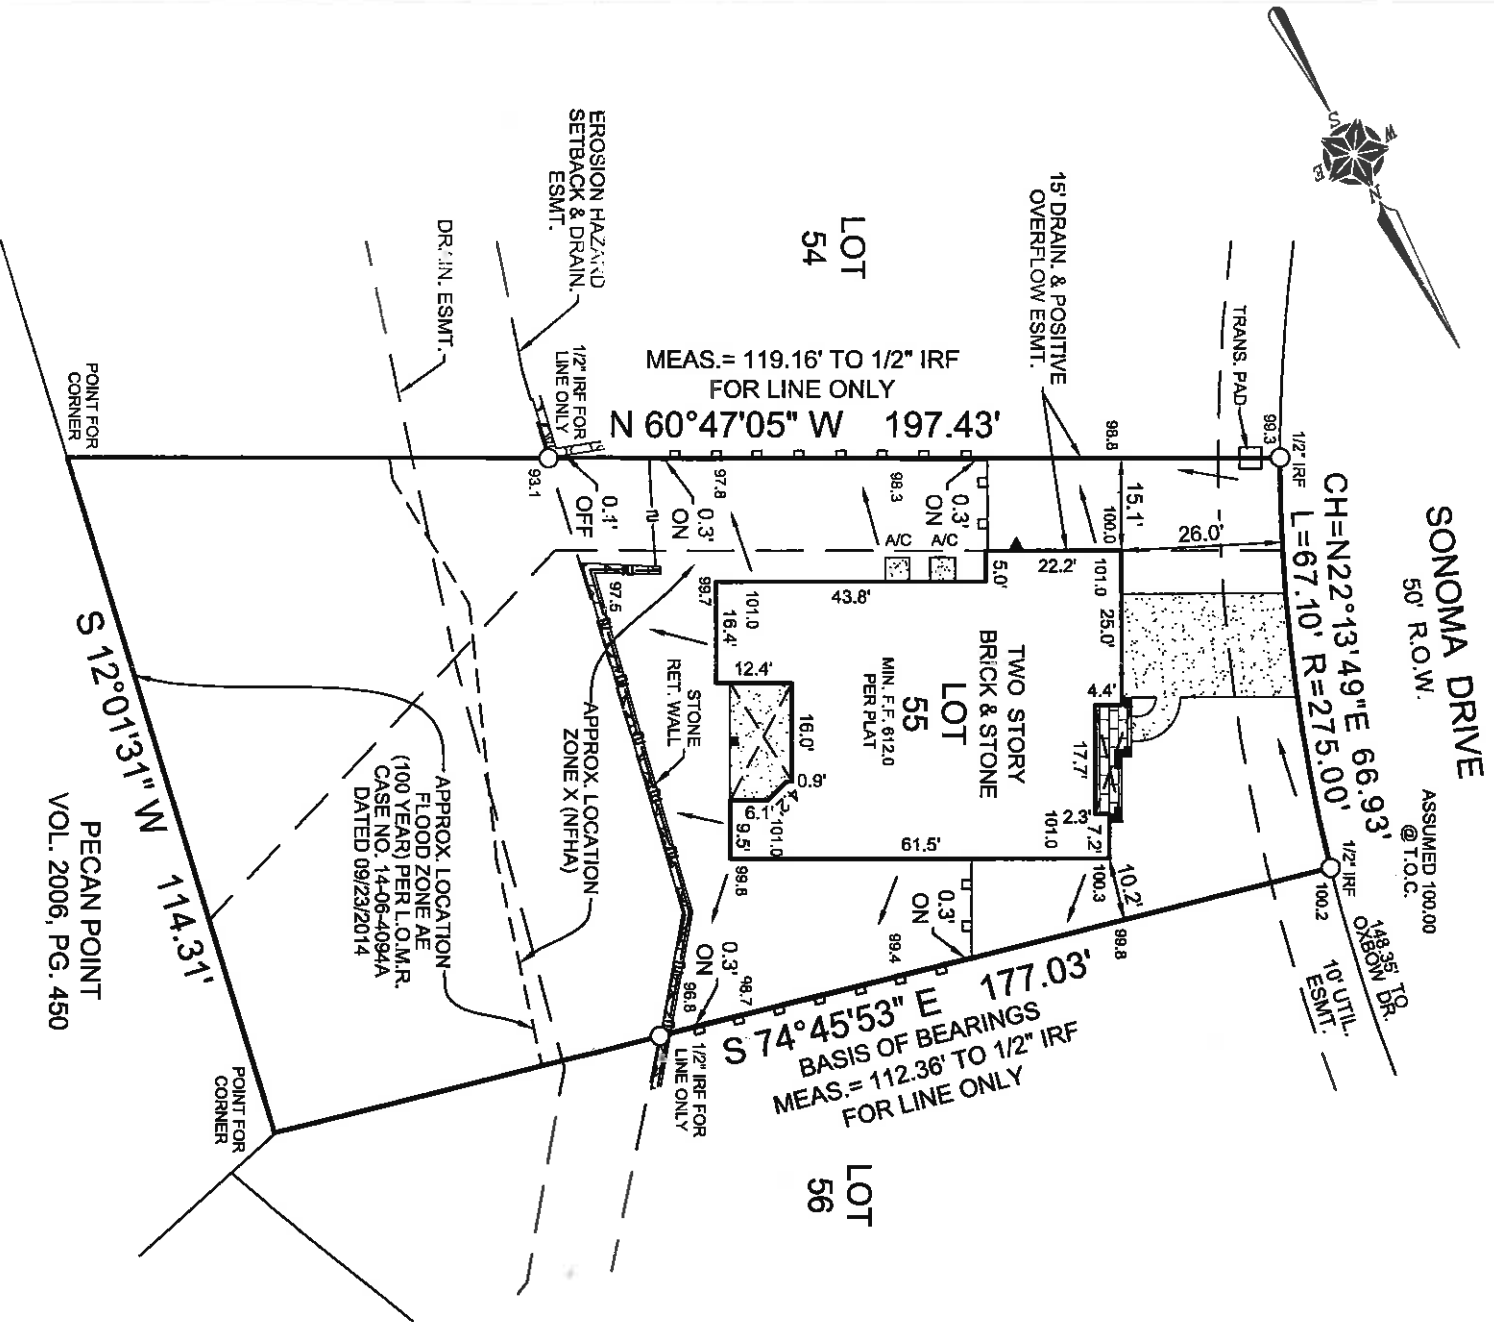 SONOMA DRIVE
50' R.O.W.
ASSUMED 100.00
@ T.O.C.
CH=N22°13'49"E 66.93'
L=67.10' R=275.00'
1/2" IRF
99.3
1/2" IRF
100.2
148.35' TO
OXBOW DR.
10' UTIL.
ESMT.
TRANS. PAD
S
W
E
N
15' DRAIN. & POSITIVE
OVERFLOW ESMT.
LOT
54
98.8
15.1'
100.0
26.0'
101.0
25.0'
22.2'
5.0'
4.4'
17.7'
2.3'
7.2'
101.0
100.3
10.2'
99.8
0.3'
ON
A/C
A/C
98.3
43.8'
TWO STORY
BRICK & STONE
LOT
55
MIN. F.F. 612.0
PER PLAT
61.5'
0.3'
ON
99.4
MEAS.= 119.16' TO 1/2" IRF
FOR LINE ONLY
N 60°47'05" W 197.43'
97.8
0.3'
ON
99.7
101.0
16.4'
12.4'
16.0'
0.9'
6.1'
101.0
9.5'
99.8
0.3'
ON
98.7
96.8
S 74°45'53" E 177.03'
BASIS OF BEARINGS
MEAS.= 112.36' TO 1/2" IRF
FOR LINE ONLY
LOT
56
STONE
RET. WALL
97.5
0.1'
OFF
93.1
1/2" IRF FOR
LINE ONLY
1/2" IRF FOR
LINE ONLY
EROSION HAZARD
SETBACK & DRAIN.
ESMT.
DRAIN. ESMT.
APPROX. LOCATION
ZONE X (NFHA)
APPROX. LOCATION
FLOOD ZONE AE
(100 YEAR) PER L.O.M.R.
CASE NO. 14-06-4094A
DATED 09/23/2014
POINT FOR
CORNER
POINT FOR
CORNER
S 12°01'31" W 114.31'
PECAN POINT
VOL. 2006, PG. 450